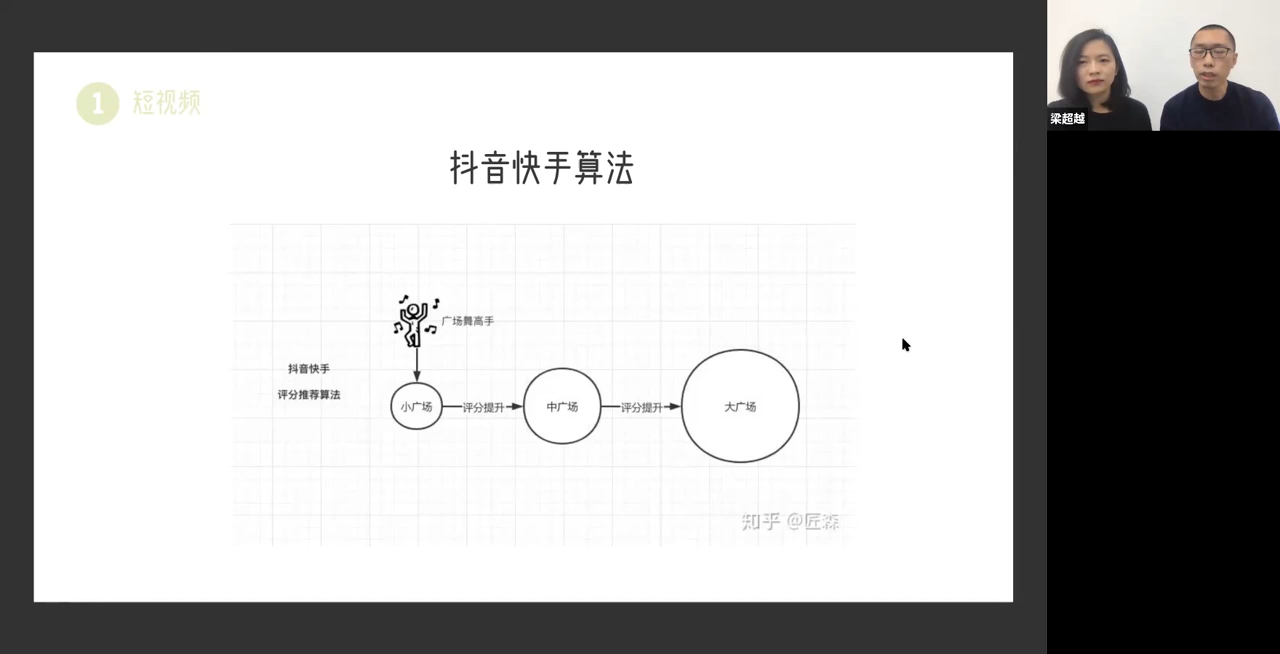 1 短视频
抖音快手算法
广场舞高手
抖音快手
评分推荐算法
小广场
评分提升
中广场
评分提升
大广场
知乎 @匠森
梁超越